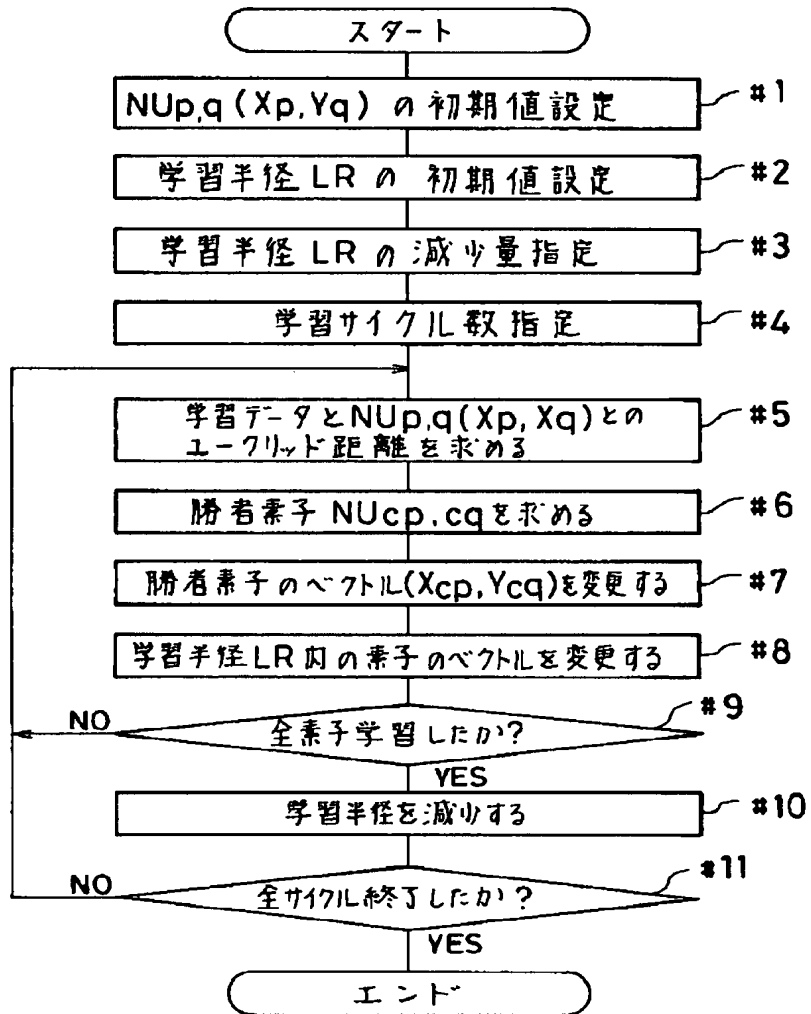 スタート
NUp,q (Xp,Yq) の初期値設定 #1
学習半径LRの初期値設定 #2
学習半径LRの減少量指定 #3
学習サイクル数指定 #4
学習データとNUp,q(Xp,Xq)との #5
ユークリッド距離を求める
勝者素子NUcp,cqを求める #6
勝者素子のベクトル(Xcp,Ycq)を変更する #7
学習半径LR内の素子のベクトルを変更する #8
#9
NO 全素子学習したか?
YES
学習半径を減少する #10
#11
NO 全サイクル終了したか?
YES
エンド